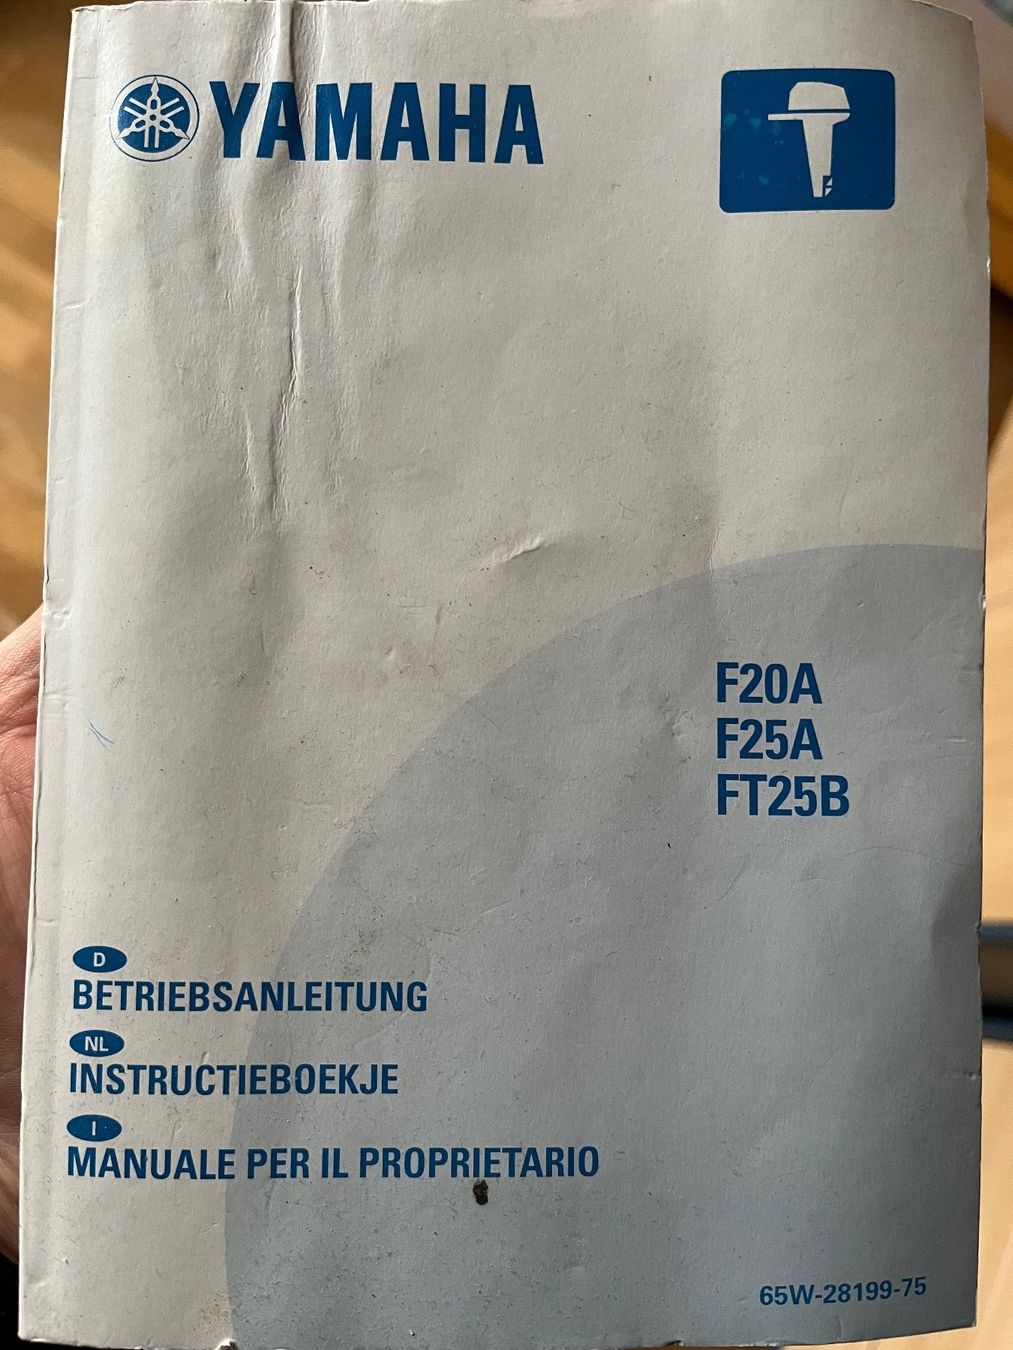 YAMAHA
F20A
F25A
FT25B
D
BETRIEBSANLEITUNG
NL
INSTRUCTIEBOEKJE
I
MANUALE PER IL PROPRIETARIO
65W-28199-75